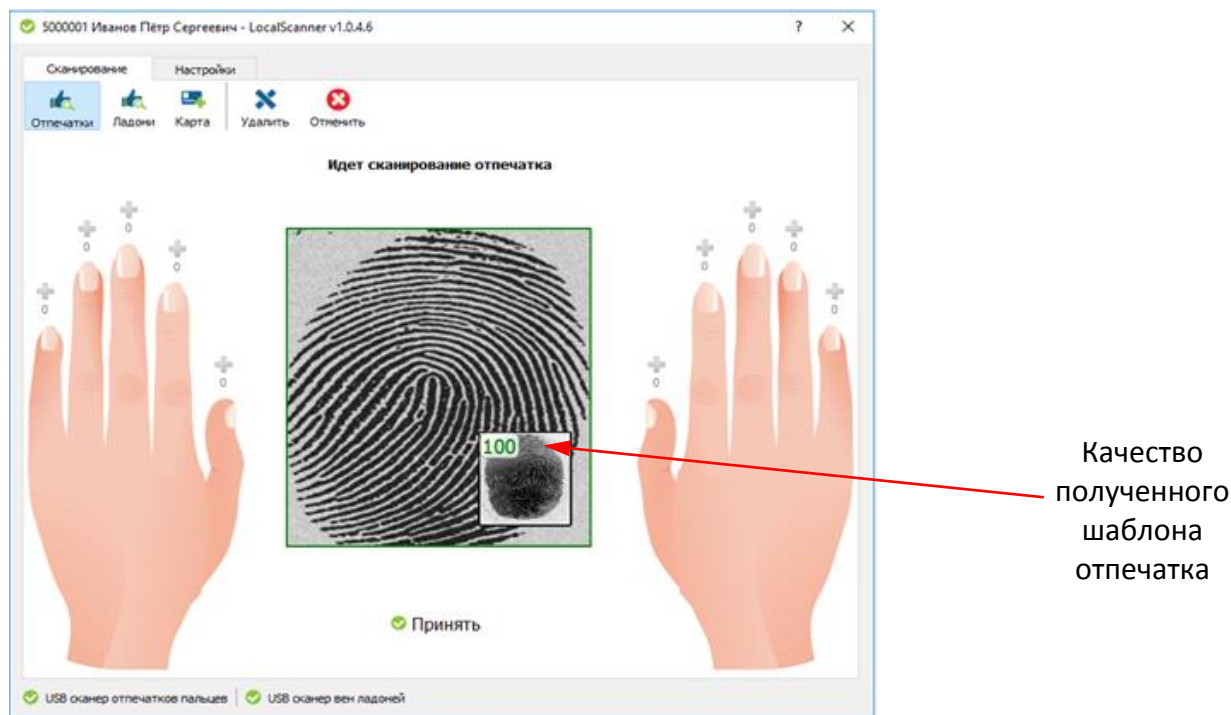 5000001 Иванов Пётр Сергеевич - LocalScanner v1.0.4.6
?
Сканирование Настройки
Отпечатки Ладони Карта Удалить Отменить
Идет сканирование отпечатка
0 0 0 0 0
0 0 0 0 0
100
Качество
полученного
шаблона
отпечатка
Принять
USB сканер отпечатков пальцев USB сканер вен ладоней